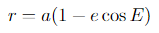 r = a(1 − e cos E)